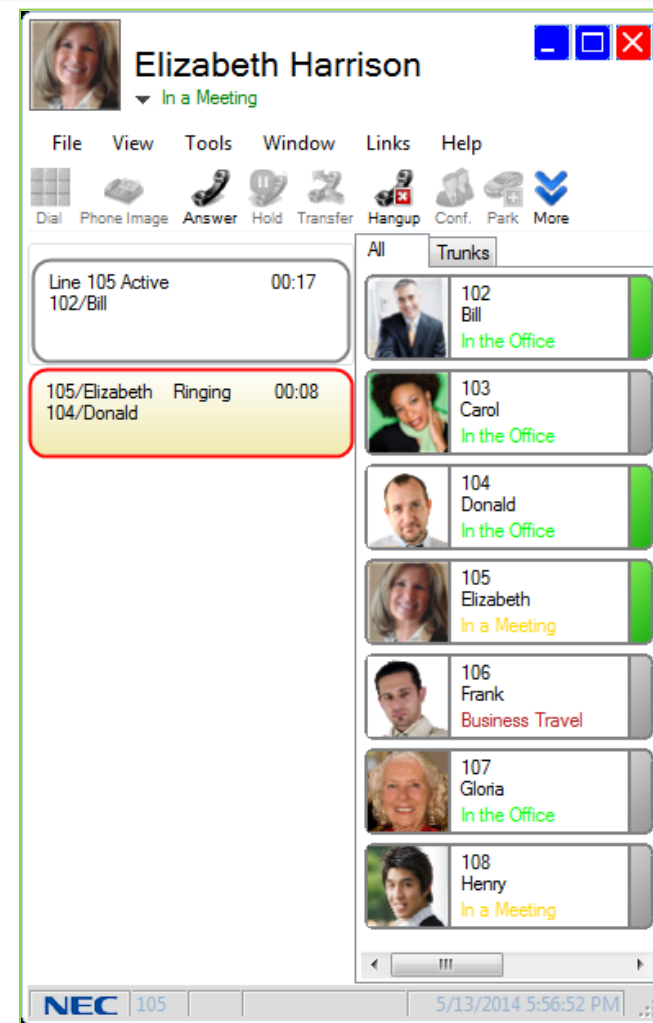 Elizabeth Harrison
In a Meeting
File View Tools Window Links Help
Dial Phone Image Answer Hold Transfer Hangup Conf. Park More
All Trunks
Line 105 Active 00:17
102/Bill
105/Elizabeth Ringing 00:08
104/Donald
102
Bill
In the Office
103
Carol
In the Office
104
Donald
In the Office
105
Elizabeth
In a Meeting
106
Frank
Business Travel
107
Gloria
In the Office
108
Henry
In a Meeting
NEC 105 5/13/2014 5:56:52 PM